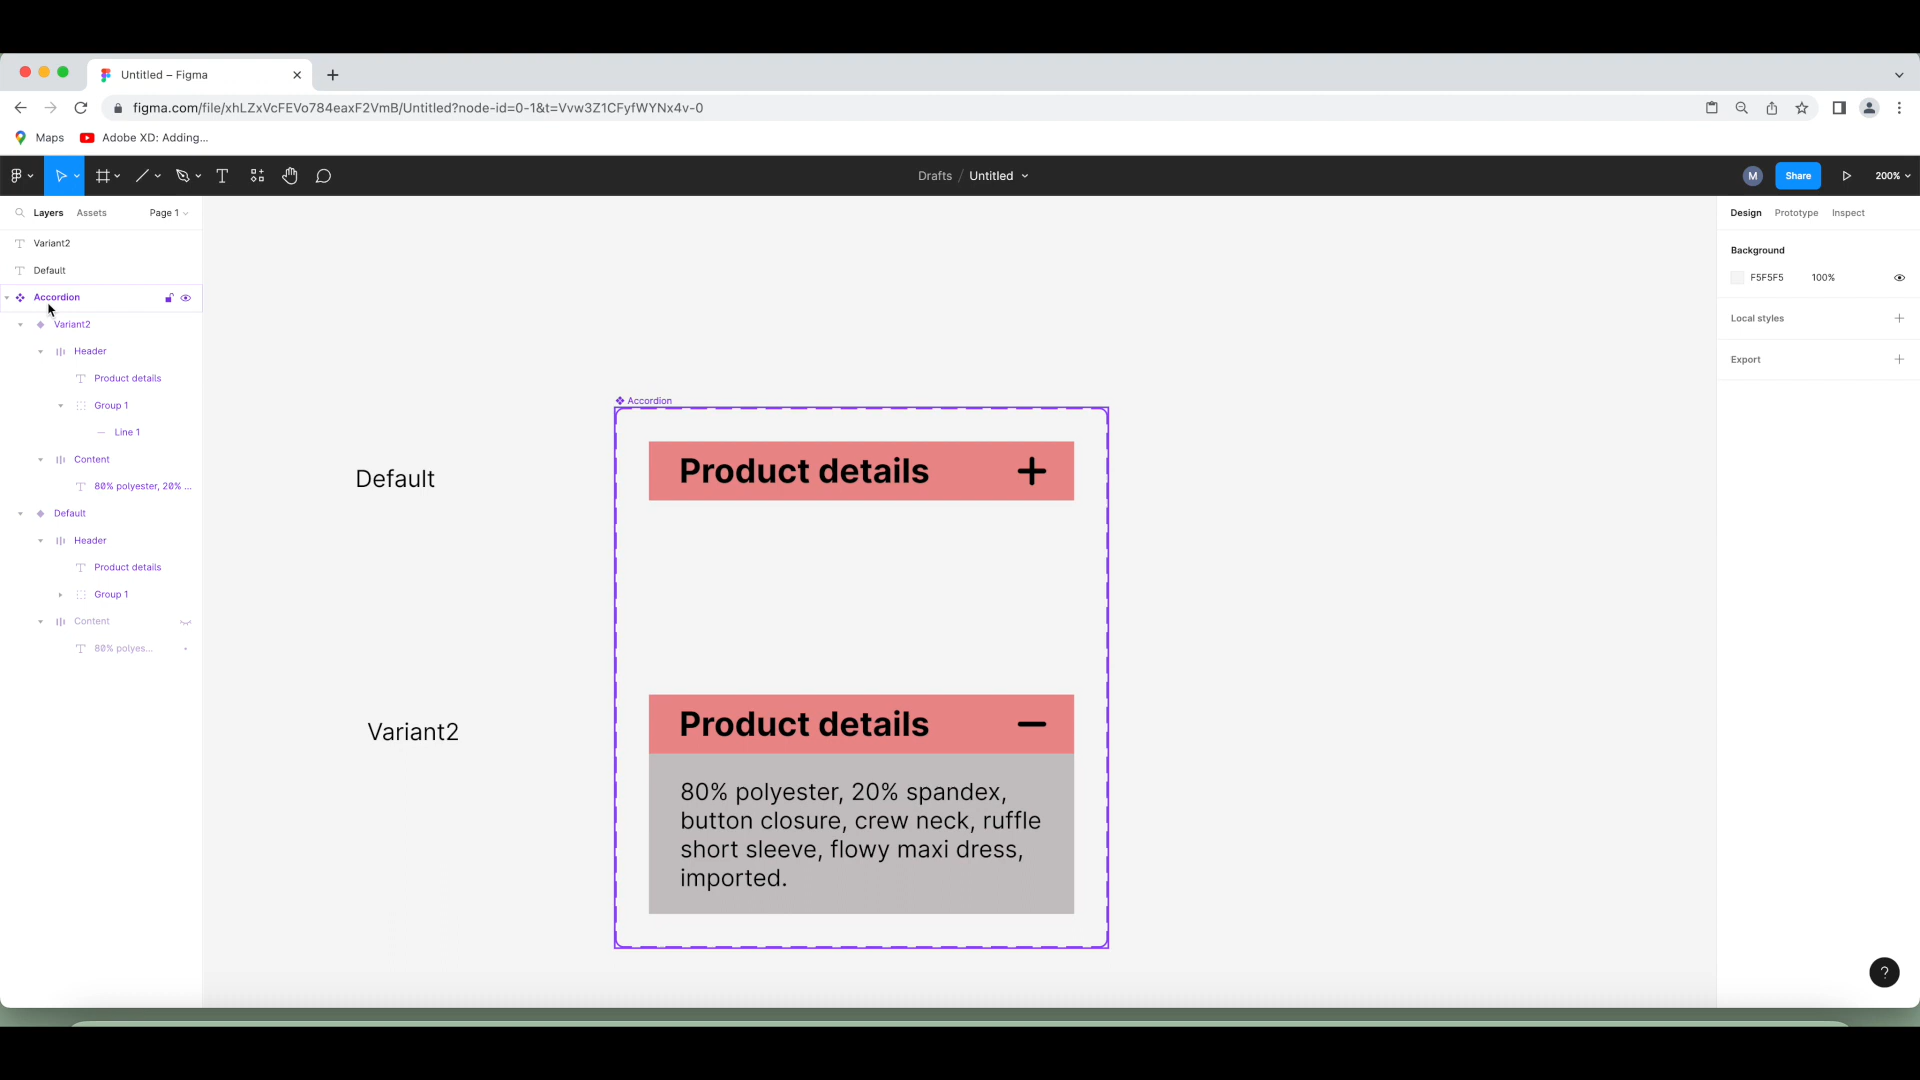 Untitled – Figma
figma.com/file/xhLZxVcFEVo784eaxF2VmB/Untitled?node-id=0-1&t=Vvw3Z1CFyfWYNx4v-0
Maps
Adobe XD: Adding...
Drafts / Untitled
M
Share
200%
Layers
Assets
Page 1
Design
Prototype
Inspect
Variant2
Default
Accordion
Variant2
Header
Product details
Group 1
Line 1
Content
80% polyester, 20% ...
Default
Header
Product details
Group 1
Content
80% polyes...
Background
F5F5F5
100%
Local styles
Export
Accordion
Default
Product details
Variant2
Product details
80% polyester, 20% spandex,
button closure, crew neck, ruffle
short sleeve, flowy maxi dress,
imported.
?